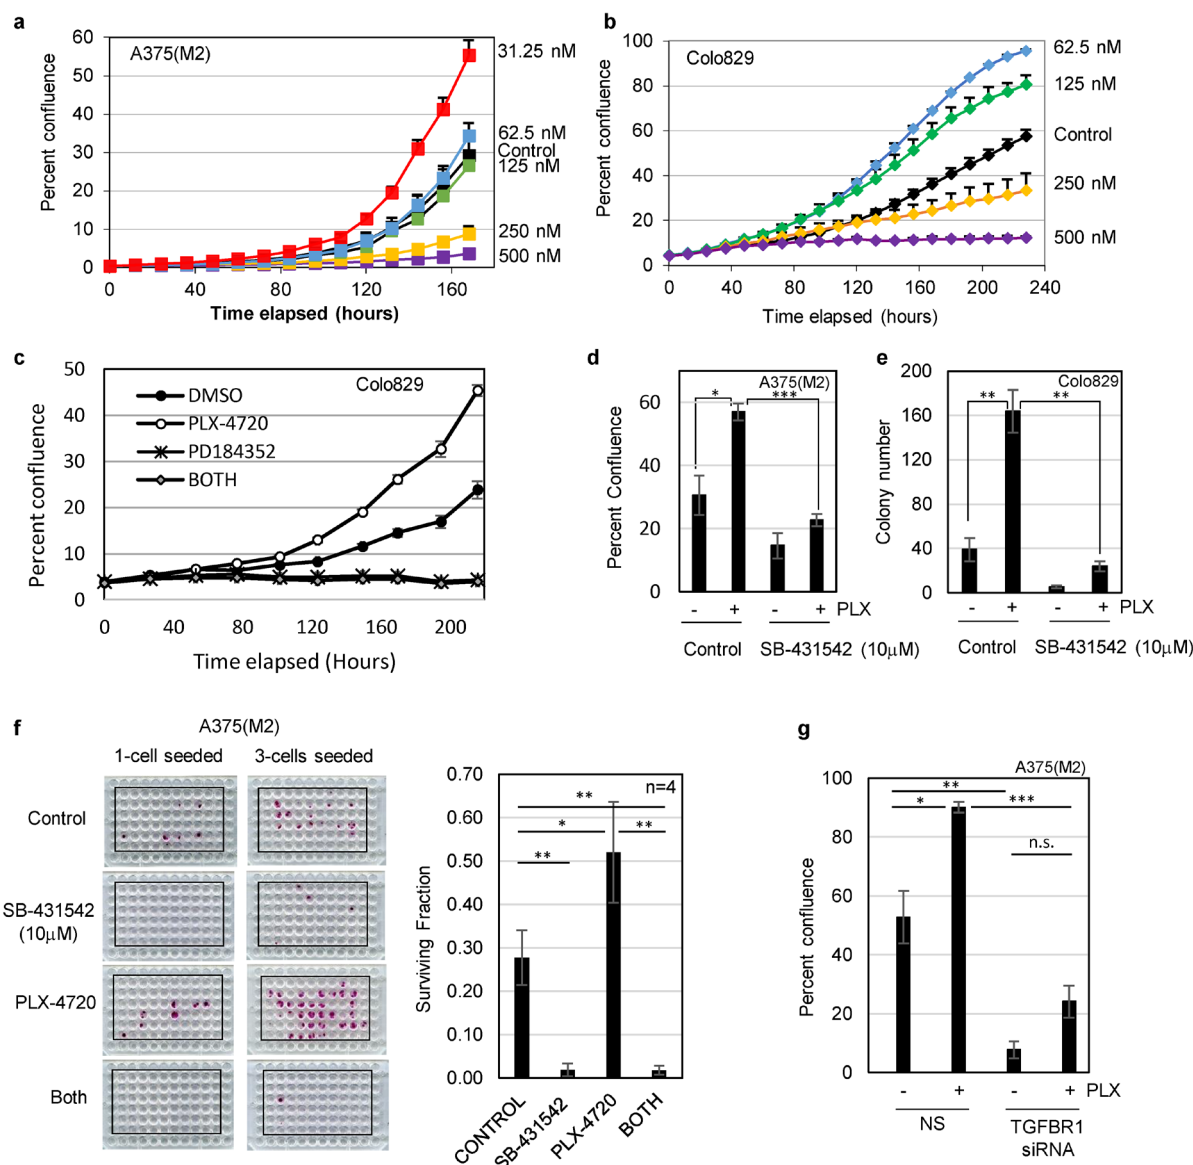 a
A375(M2)
Percent confluence
60
50
40
30
20
10
0
0
40
80
120
160
Time elapsed (hours)
31.25 nM
62.5 nM
Control
125 nM
250 nM
500 nM
b
Colo829
Percent confluence
100
80
60
40
20
0
0
40
80
120
160
200
240
Time elapsed (hours)
62.5 nM
125 nM
Control
250 nM
500 nM
c
Colo829
DMSO
PLX-4720
PD184352
BOTH
Percent confluence
50
40
30
20
10
0
0
40
80
120
160
200
Time elapsed (Hours)
d
A375(M2)
Percent Confluence
60
40
20
0
*
***
- + - + PLX
Control SB-431542 (10μM)
e
Colo829
Colony number
200
160
120
80
40
0
**
**
- + - + PLX
Control SB-431542 (10μM)
f
A375(M2)
1-cell seeded 3-cells seeded
Control
SB-431542
(10μM)
PLX-4720
Both
Surviving Fraction
0.70
0.60
0.50
0.40
0.30
0.20
0.10
0.00
n=4
**
*
**
**
CONTROL
SB-431542
PLX-4720
BOTH
g
A375(M2)
Percent confluence
100
80
60
40
20
0
**
*
***
n.s.
- + - + PLX
NS TGFBR1
siRNA